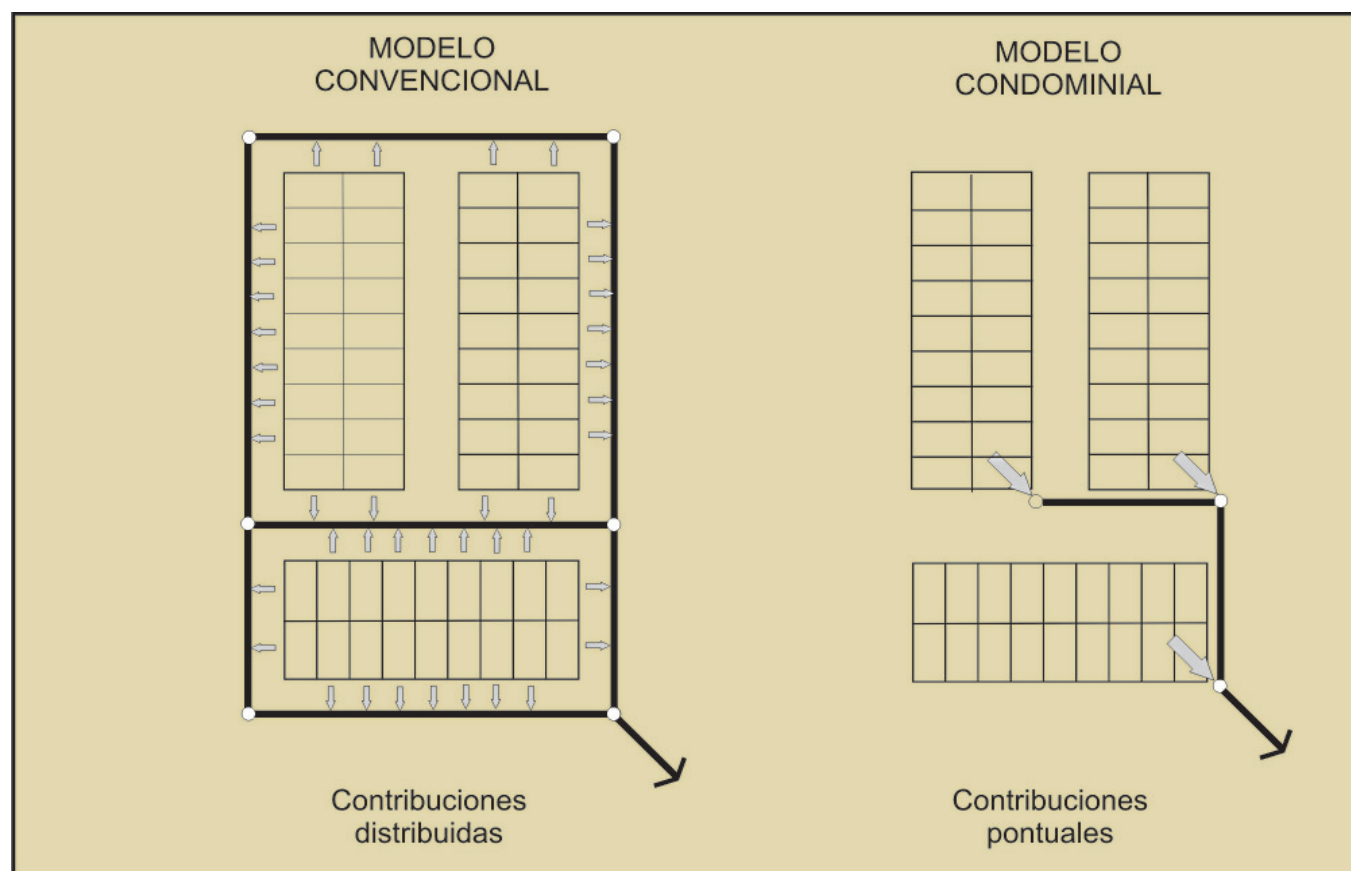 MODELO
CONVENCIONAL
MODELO
CONDOMINIAL
Contribuciones
distribuidas
Contribuciones
pontuales